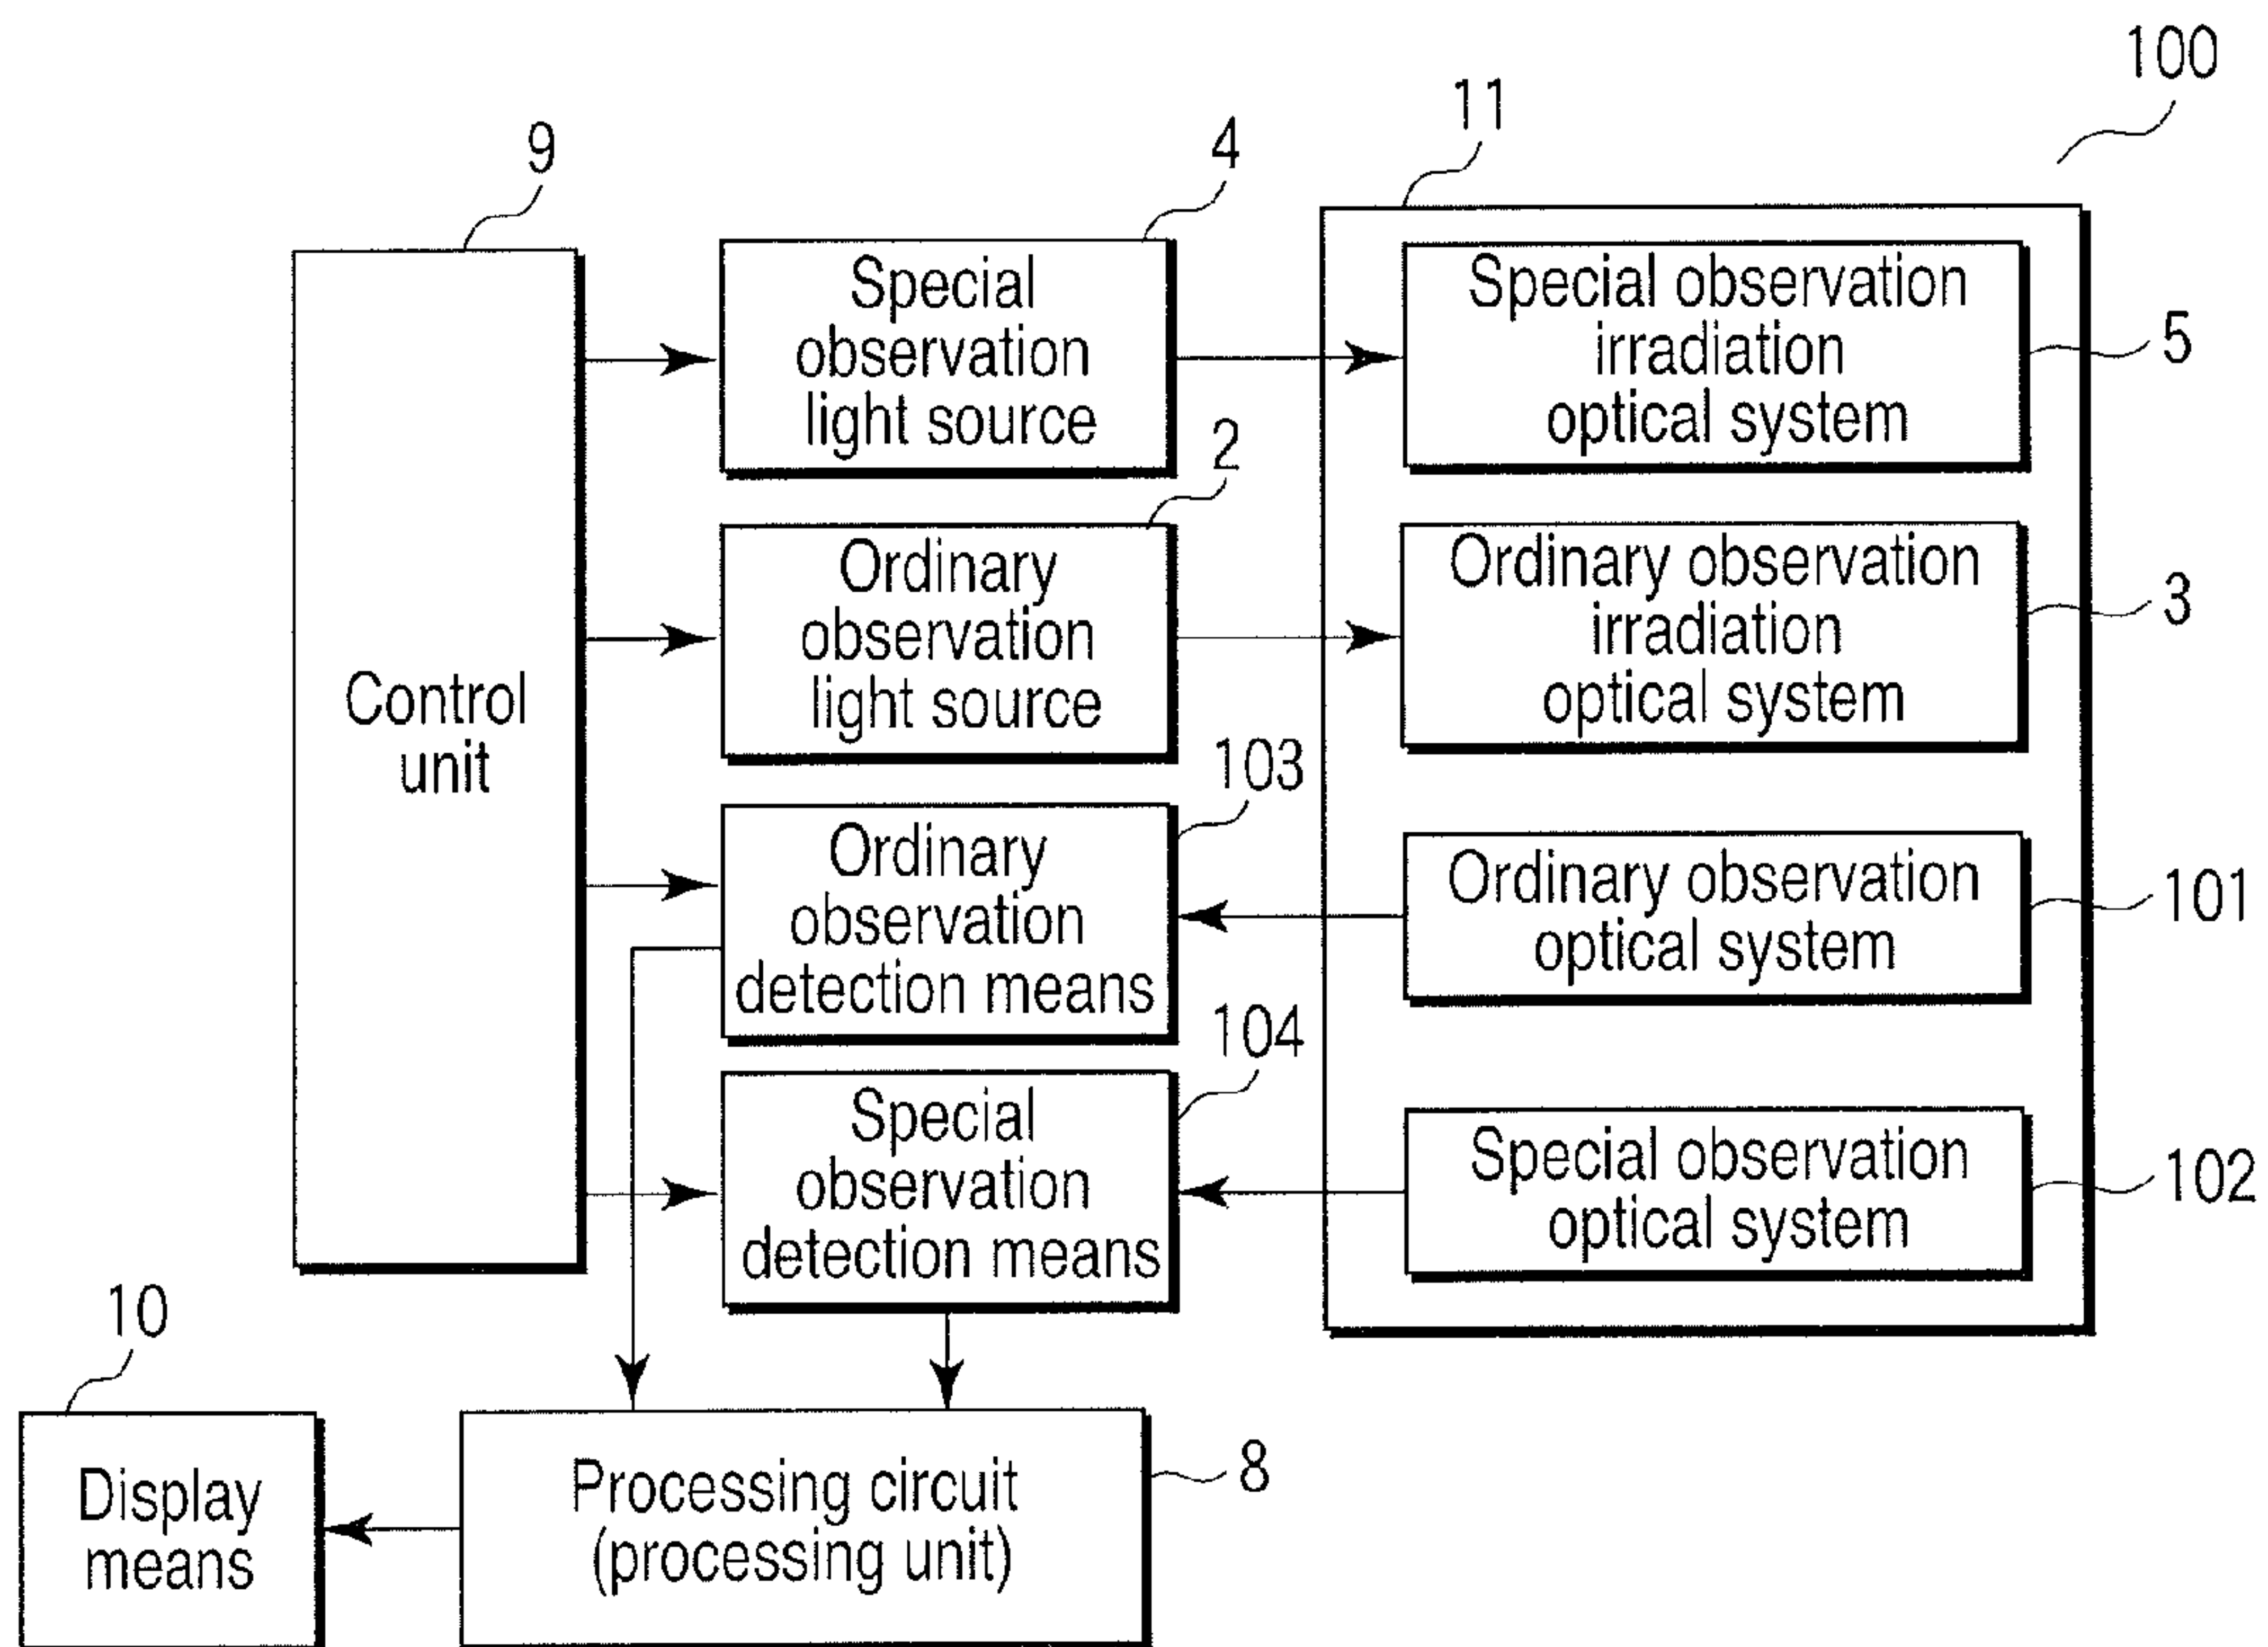 100
11
9
4
Special
observation
light source
Special observation
irradiation
optical system
5
2
Ordinary
observation
light source
Ordinary observation
irradiation
optical system
3
Control
unit
103
Ordinary
observation
detection means
Ordinary observation
optical system
101
104
Special
observation
detection means
Special observation
optical system
102
10
Display
means
Processing circuit
(processing unit)
8